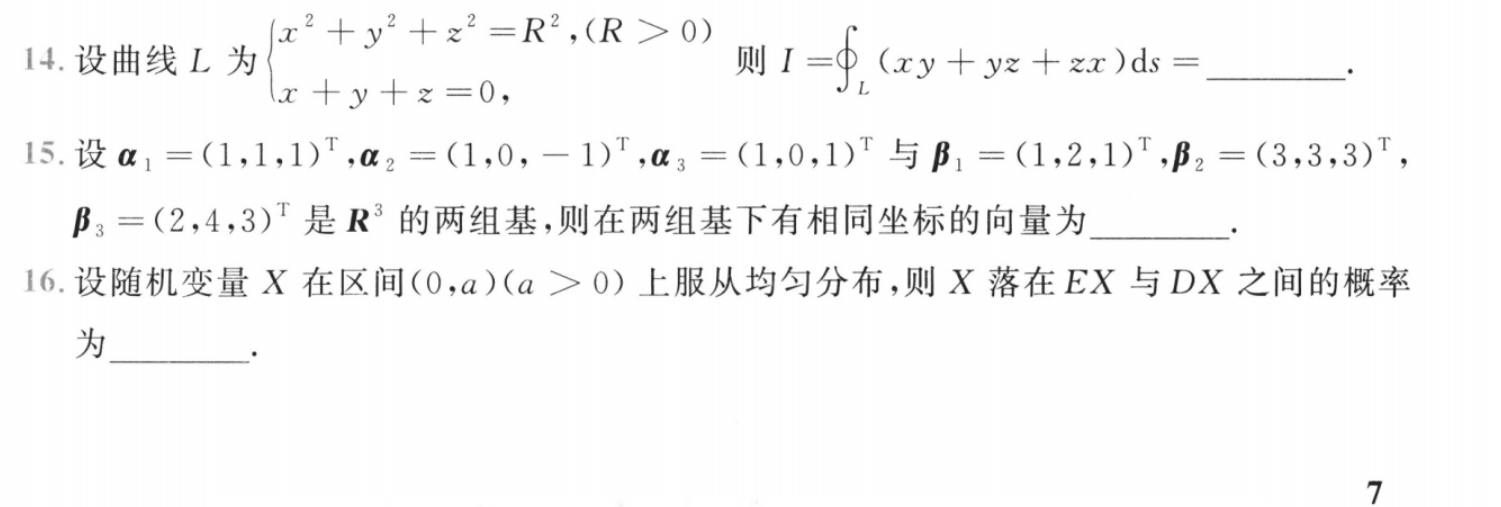 14. 设曲线 L 为 { x² + y² + z² = R², (R > 0)  x + y + z = 0,  则 I = ∮_L (xy + yz + zx)ds = ________.
15. 设 α₁ = (1,1,1)ᵀ, α₂ = (1,0,−1)ᵀ, α₃ = (1,0,1)ᵀ 与 β₁ = (1,2,1)ᵀ, β₂ = (3,3,3)ᵀ,
β₃ = (2,4,3)ᵀ 是 R³ 的两组基,则在两组基下有相同坐标的向量为________.
16. 设随机变量 X 在区间(0,a)(a > 0) 上服从均匀分布,则 X 落在 EX 与 DX 之间的概率
为________.
7